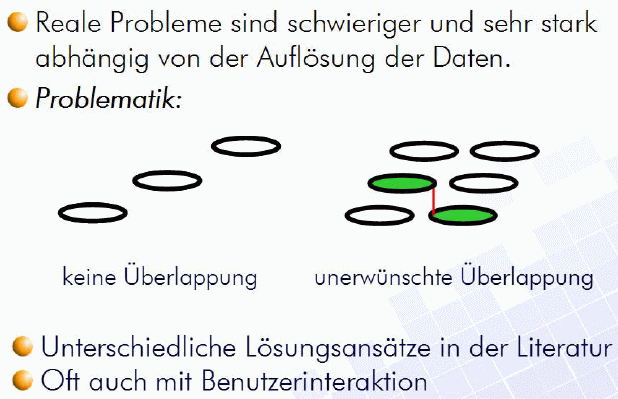 Reale Probleme sind schwieriger und sehr stark
abhängig von der Auflösung der Daten.
Problematik:
keine Überlappung
unerwünschte Überlappung
Unterschiedliche Lösungsansätze in der Literatur
Oft auch mit Benutzerinteraktion